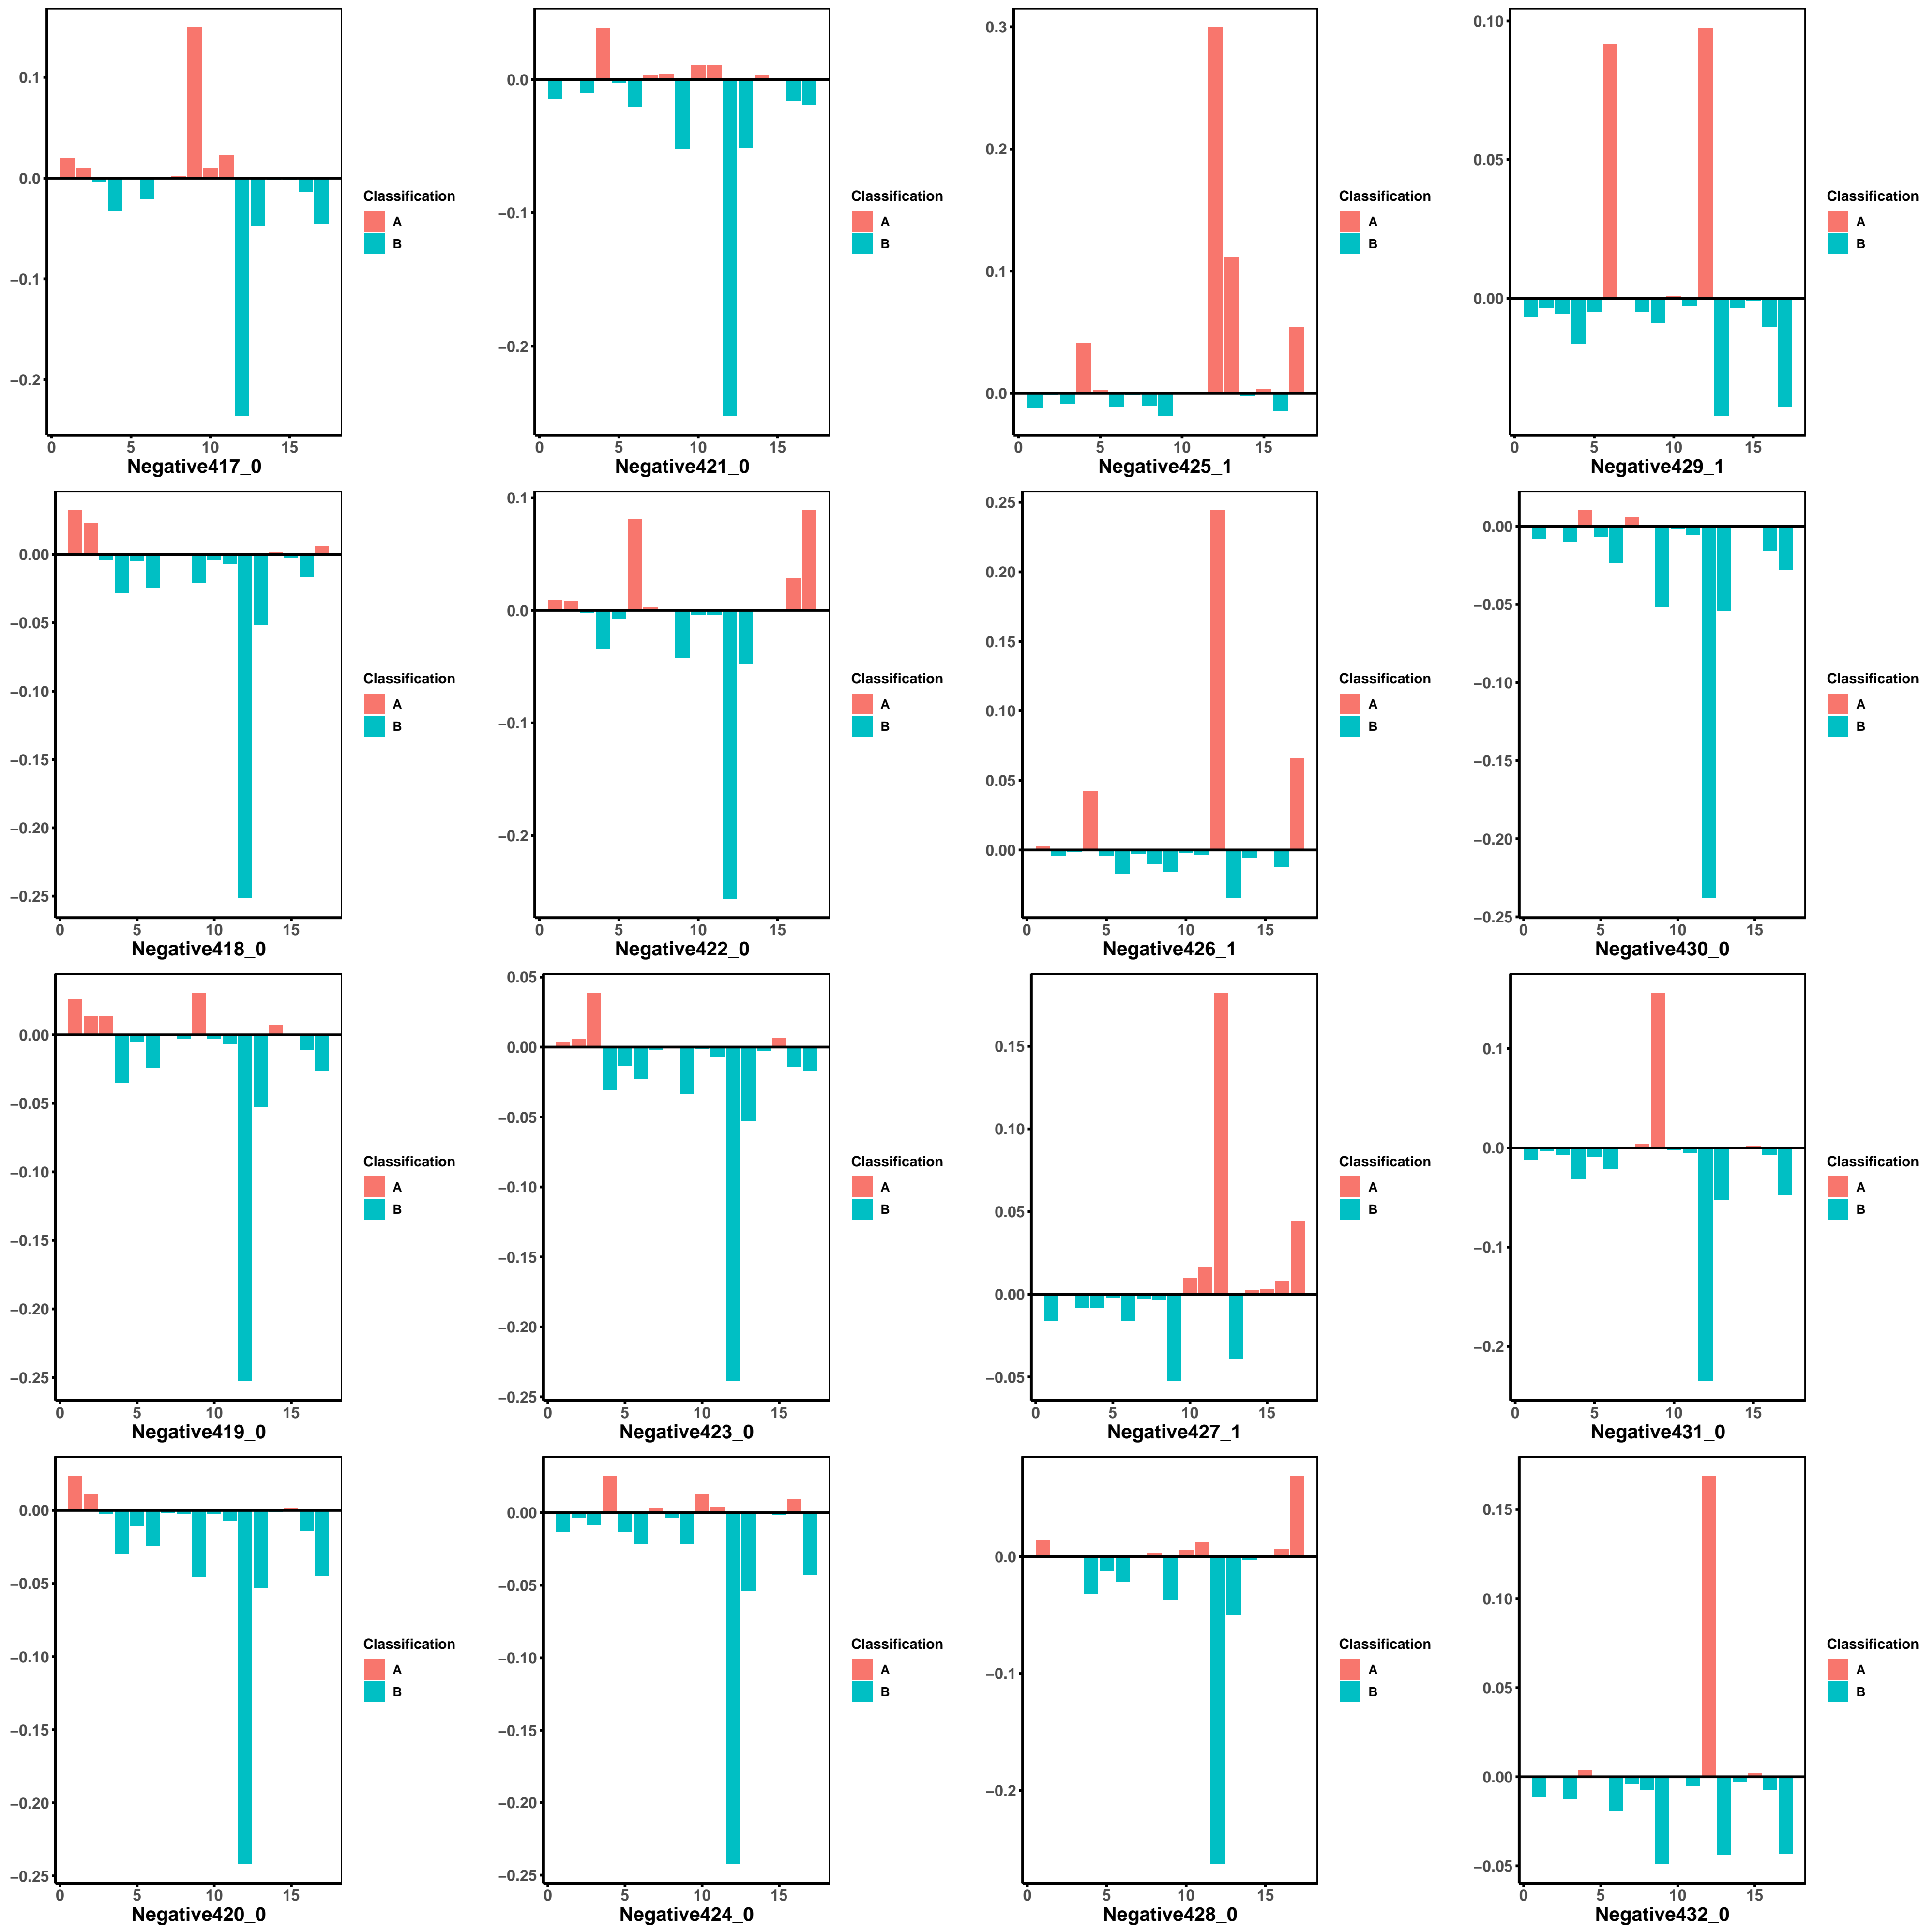 0.1
0.0
−0.1
−0.2
0 5 10 15
Negative417_0
Classification
A
B
0.0
−0.1
−0.2
0 5 10 15
Negative421_0
Classification
A
B
0.3
0.2
0.1
0.0
0 5 10 15
Negative425_1
Classification
A
B
0.10
0.05
0.00
0 5 10 15
Negative429_1
Classification
A
B
0.00
−0.05
−0.10
−0.15
−0.20
−0.25
0 5 10 15
Negative418_0
Classification
A
B
0.1
0.0
−0.1
−0.2
0 5 10 15
Negative422_0
Classification
A
B
0.25
0.20
0.15
0.10
0.05
0.00
0 5 10 15
Negative426_1
Classification
A
B
0.00
−0.05
−0.10
−0.15
−0.20
−0.25
0 5 10 15
Negative430_0
Classification
A
B
0.00
−0.05
−0.10
−0.15
−0.20
−0.25
0 5 10 15
Negative419_0
Classification
A
B
0.05
0.00
−0.05
−0.10
−0.15
−0.20
−0.25
0 5 10 15
Negative423_0
Classification
A
B
0.15
0.10
0.05
0.00
−0.05
0 5 10 15
Negative427_1
Classification
A
B
0.1
0.0
−0.1
−0.2
0 5 10 15
Negative431_0
Classification
A
B
0.00
−0.05
−0.10
−0.15
−0.20
−0.25
0 5 10 15
Negative420_0
Classification
A
B
0.00
−0.05
−0.10
−0.15
−0.20
−0.25
0 5 10 15
Negative424_0
Classification
A
B
0.0
−0.1
−0.2
0 5 10 15
Negative428_0
Classification
A
B
0.15
0.10
0.05
0.00
−0.05
0 5 10 15
Negative432_0
Classification
A
B